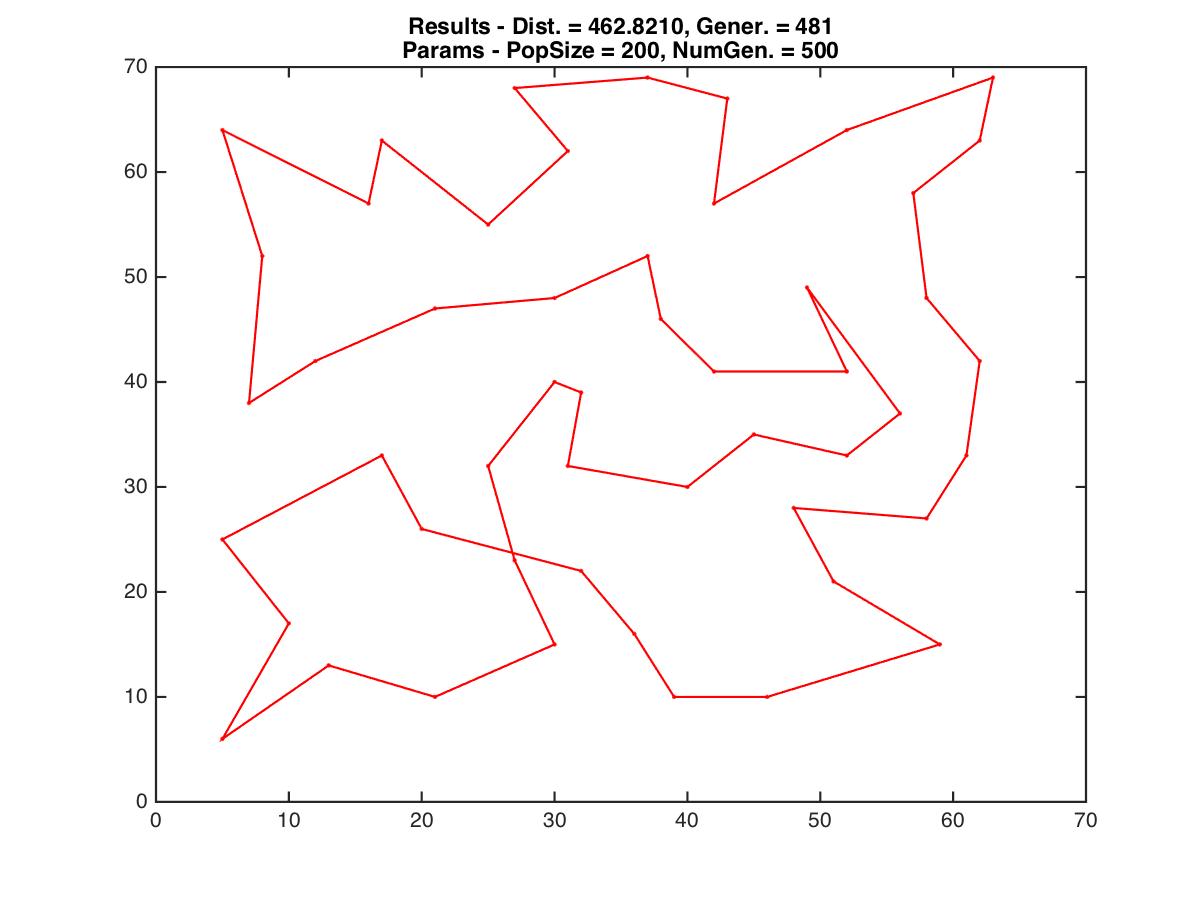 Results - Dist. = 462.8210, Gener. = 481
Params - PopSize = 200, NumGen. = 500
70
60
50
40
30
20
10
0
0 10 20 30 40 50 60 70